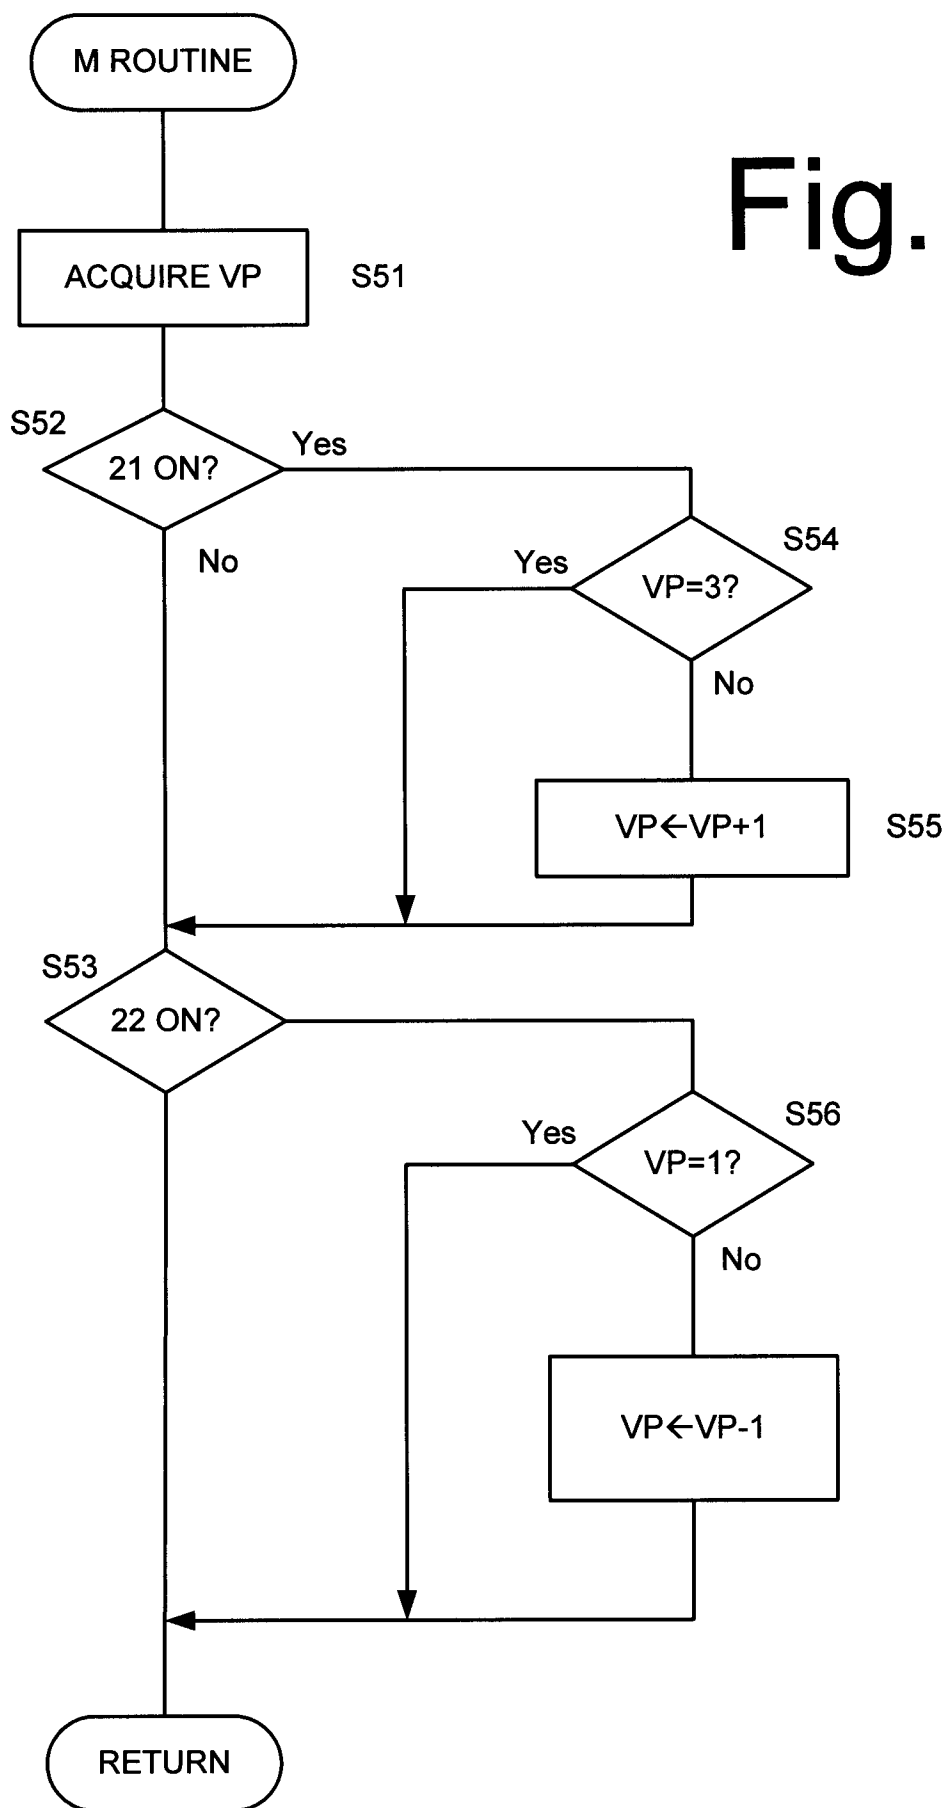 M ROUTINE
Fig.
ACQUIRE VP
S51
S52
21 ON?
Yes
No
S54
Yes
VP=3?
No
VP←VP+1
S55
S53
22 ON?
S56
Yes
VP=1?
No
VP←VP-1
RETURN